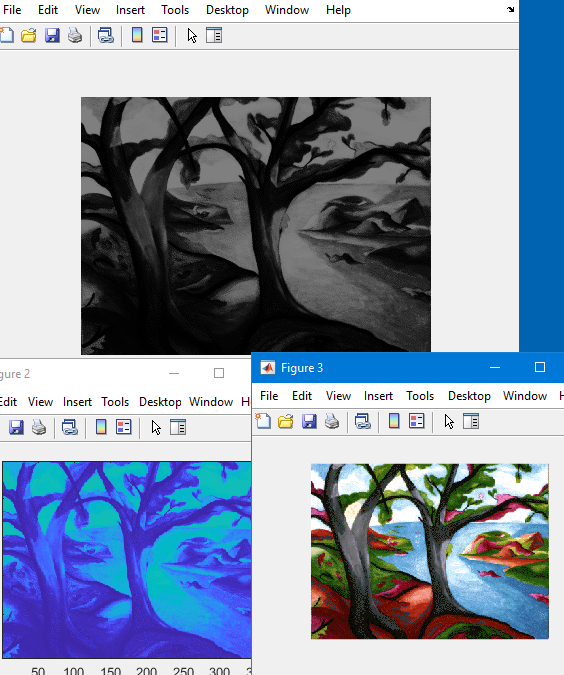 File Edit View Insert Tools Desktop Window Help
gure 2
Edit View Insert Tools Desktop Window H
50 100 150 200 250 300
Figure 3
File Edit View Insert Tools Desktop Window H